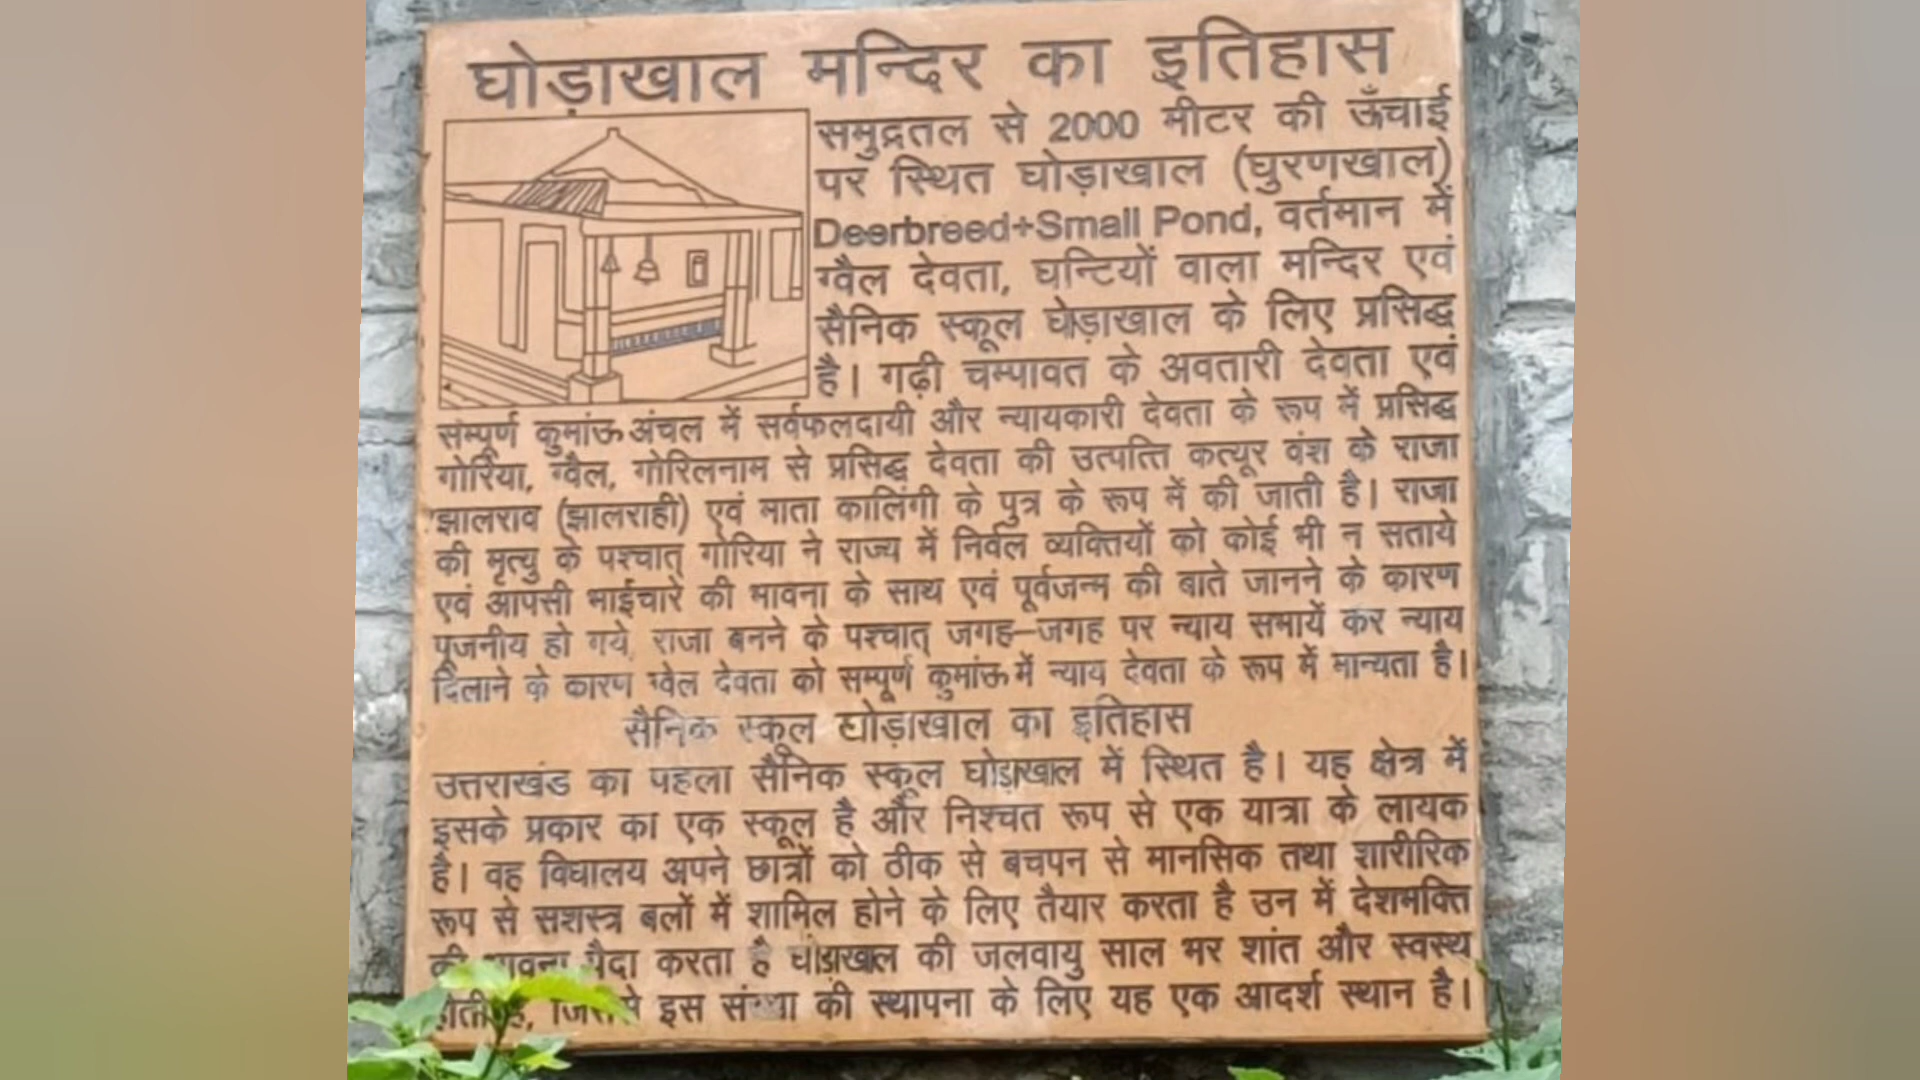 घोड़ाखाल मन्दिर का इतिहास
समुद्रतल से 2000 मीटर की ऊँचाई
पर स्थित घोड़ाखाल (घुरणखाल)
Deerbreed+Small Pond, वर्तमान में
ग्वैल देवता, घन्टियों वाला मन्दिर एवं
सैनिक स्कूल घोड़ाखाल के लिए प्रसिद्ध
है। गढ़ी चम्पावत के अवतारी देवता एवं
सम्पूर्ण कुमांऊ अंचल में सर्वफलदायी और न्यायकारी देवता के रूप में प्रसिद्ध
गोरिया, ग्वैल, गोरिलनाम से प्रसिद्ध देवता की उत्पत्ति कत्यूर वंश के राजा
झालराव (झालराही) एवं माता कालिंगी के पुत्र के रूप में की जाती है। राजा
की मृत्यु के पश्चात् गोरिया ने राज्य में निर्वल व्यक्तियों को कोई भी न सताये
एवं आपसी भाईचारे की भावना के साथ एवं पूर्वजन्म की बाते जानने के कारण
पूजनीय हो गये, राजा बनने के पश्चात् जगह-जगह पर न्याय सभायें कर न्याय
दिलाने के कारण ग्वेल देवता को सम्पूर्ण कुमांऊ में न्याय देवता के रूप में मान्यता है।
सैनिक स्कूल घोड़ाखाल का इतिहास
उत्तराखंड का पहला सैनिक स्कूल घोड़ाखाल में स्थित है। यह क्षेत्र में
इसके प्रकार का एक स्कूल है और निश्चत रूप से एक यात्रा के लायक
है। वह विघालय अपने छात्रों को ठीक से बचपन से मानसिक तथा शारीरिक
रूप से सशस्त्र बलों में शामिल होने के लिए तैयार करता है उन में देशभक्ति
की भावना पैदा करता है घोड़ाखाल की जलवायु साल भर शांत और स्वस्थ
होती है, जिससे इस की स्थापना के लिए यह एक आदर्श स्थान है।